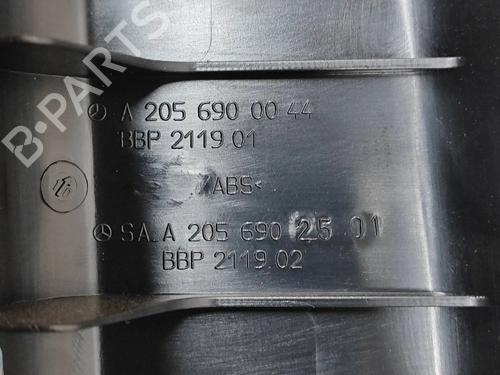 B-PARTS
A 205 690 00 44
BBP 2119 01
>ABS<
SA. A 205 690 25 01
BBP 2119 02